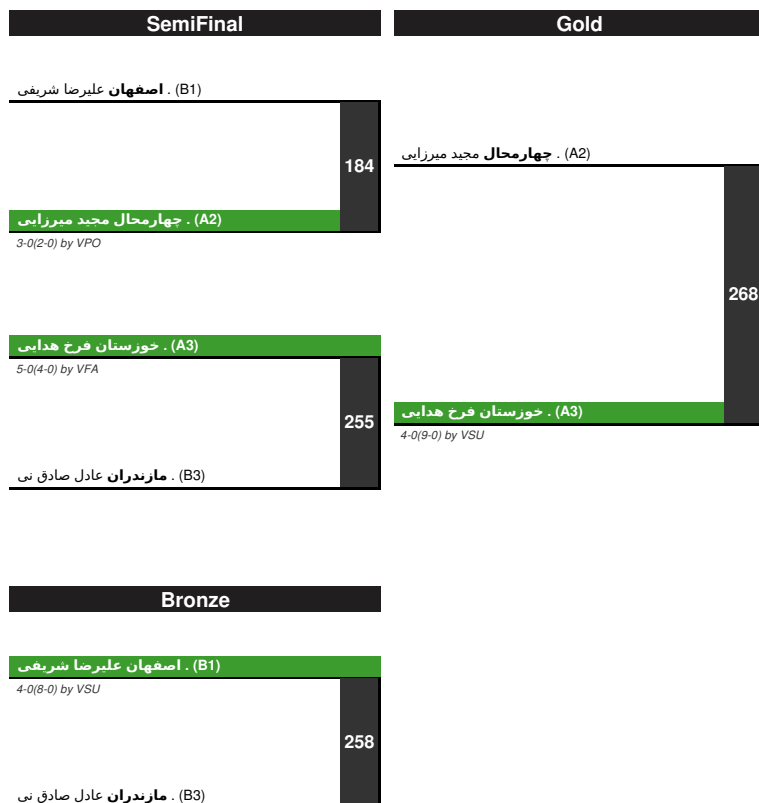 SemiFinal
(B1) . اصفهان علیرضا شریفی
184
(A2) . چهارمحال مجید میرزایی
3-0(2-0) by VPO
(A3) . خوزستان فرخ هدایی
5-0(4-0) by VFA
255
(B3) . مازندران عادل صادق نی
Gold
(A2) . چهارمحال مجید میرزایی
268
(A3) . خوزستان فرخ هدایی
4-0(9-0) by VSU
Bronze
(B1) . اصفهان علیرضا شریفی
4-0(8-0) by VSU
258
(B3) . مازندران عادل صادق نی